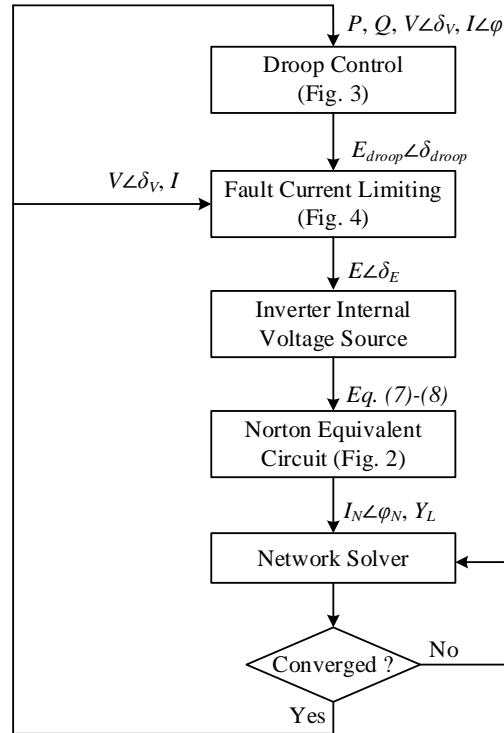 P, Q, V∠δV, I∠φ
Droop Control
(Fig. 3)
Edroop∠δdroop
V∠δV, I
Fault Current Limiting
(Fig. 4)
E∠δE
Inverter Internal
Voltage Source
Eq. (7)-(8)
Norton Equivalent
Circuit (Fig. 2)
IN∠φN, YL
Network Solver
Converged ?
No
Yes